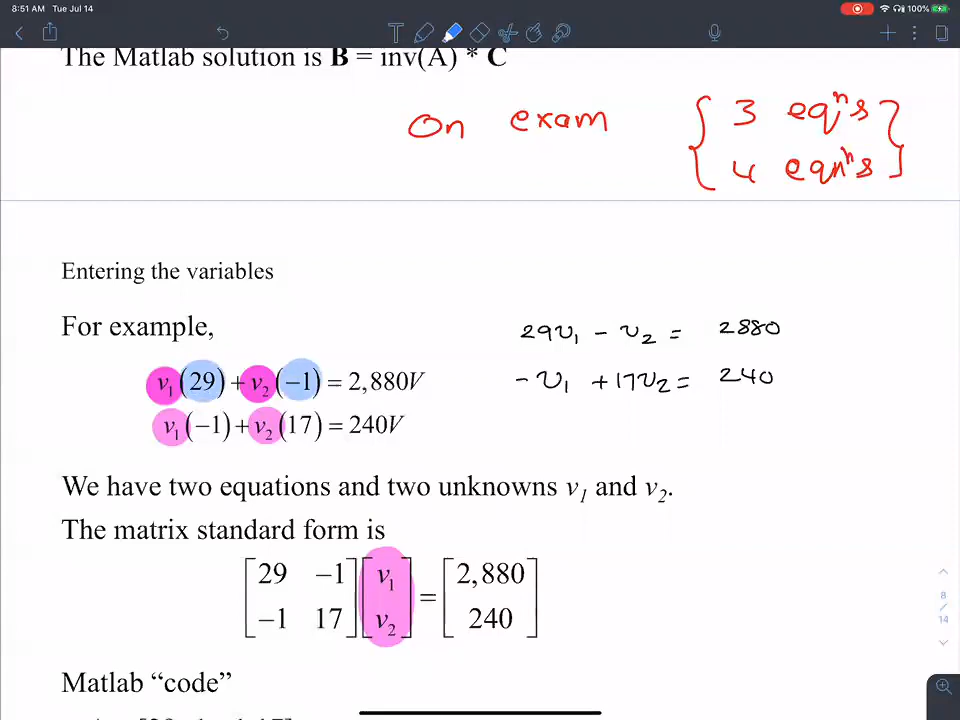 8:51 AM Tue Jul 14
100%
The Matlab solution is B = inv(A) * C
On exam { 3 eqⁿ's
4 eqnⁿs }
Entering the variables
For example,
29v₁ - v₂ = 2880
-v₁ + 17v₂ = 240
v₁(29) + v₂(−1) = 2,880V
v₁(−1) + v₂(17) = 240V
We have two equations and two unknowns v₁ and v₂.
The matrix standard form is
[29 −1] [v₁] = [2,880]
[−1 17] [v₂] [240]
Matlab “code”
8
/
14